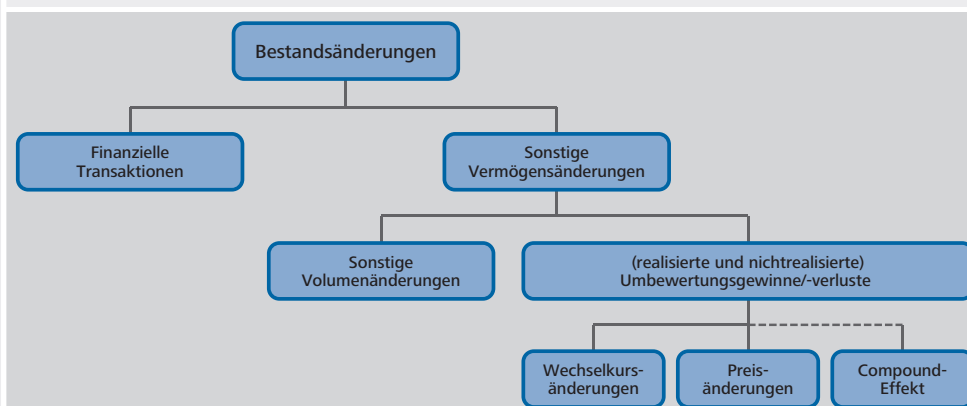 Bestandsänderungen
Finanzielle
Transaktionen
Sonstige
Vermögensänderungen
Sonstige
Volumenänderungen
(realisierte und nichtrealisierte)
Umbewertungsgewinne/-verluste
Wechselkurs-
änderungen
Preis-
änderungen
Compound-
Effekt